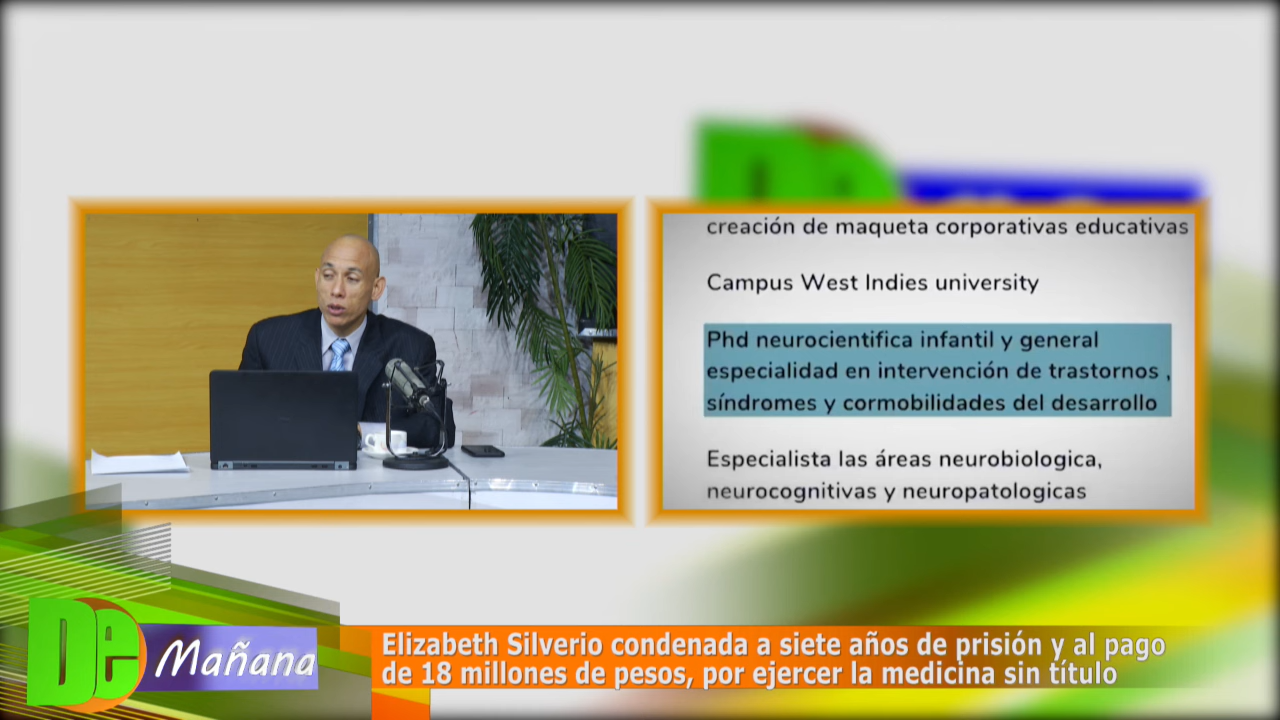 creación de maqueta corporativas educativas
Campus West Indies university
Phd neurocientifica infantil y general
especialidad en intervención de trastornos ,
síndromes y cormobilidades del desarrollo
Especialista las áreas neurobiologica,
neurocognitivas y neuropatologicas
De Mañana
Elizabeth Silverio condenada a siete años de prisión y al pago
de 18 millones de pesos, por ejercer la medicina sin título